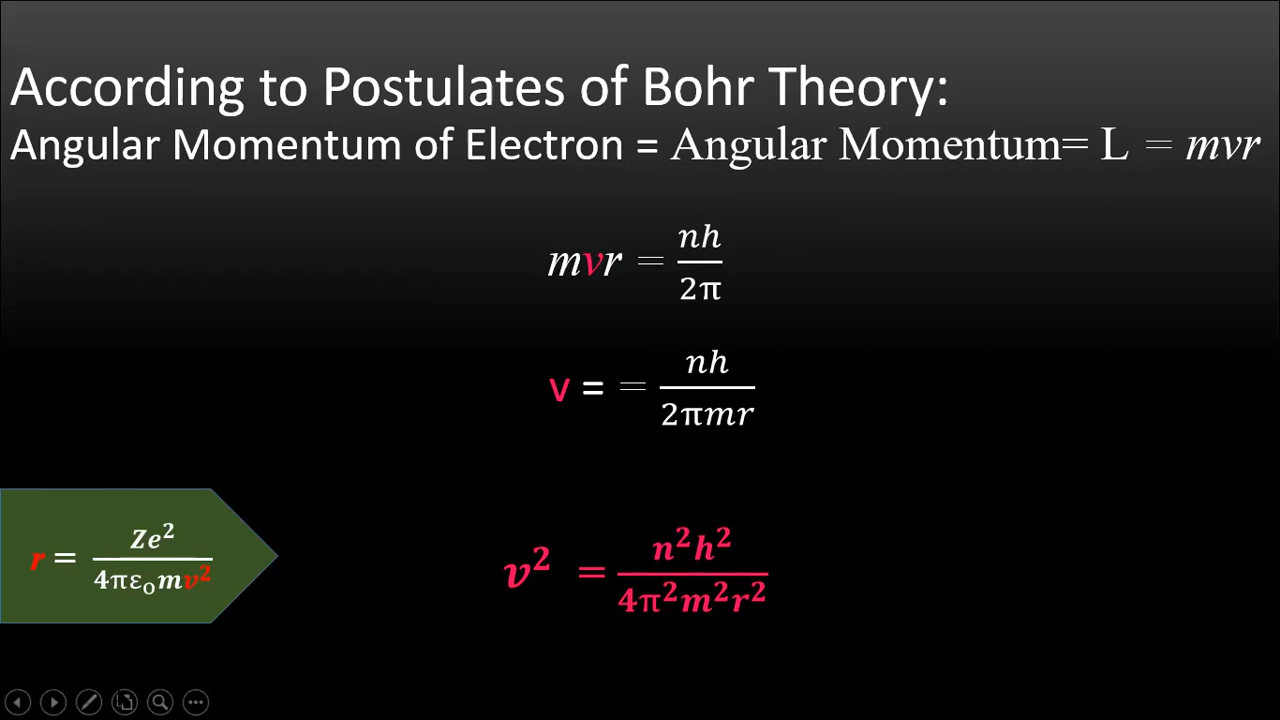 According to Postulates of Bohr Theory:
Angular Momentum of Electron = Angular Momentum= L = mvr
mvr = nh/2π
v = = nh/2πmr
r = Ze²/4πε₀mv²
v² = n²h²/4π²m²r²